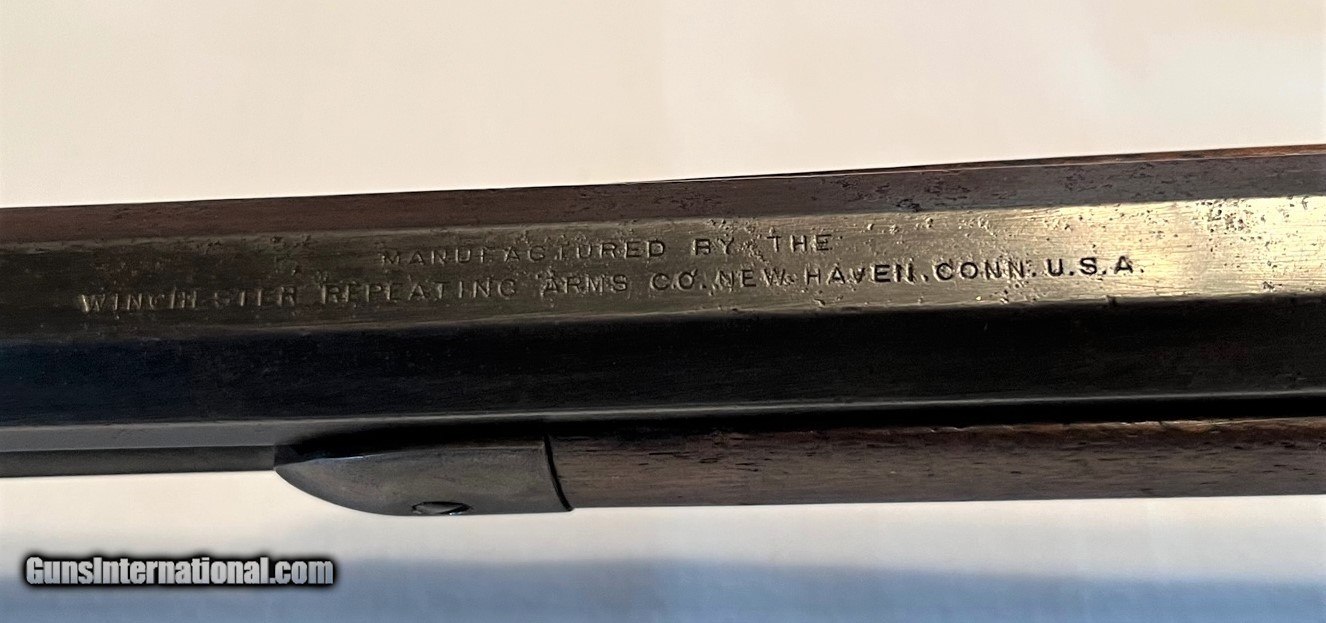 MANUFACTURED BY THE
WINCHESTER REPEATING ARMS CO. NEW HAVEN. CONN. U.S.A.
GunsInternational.com